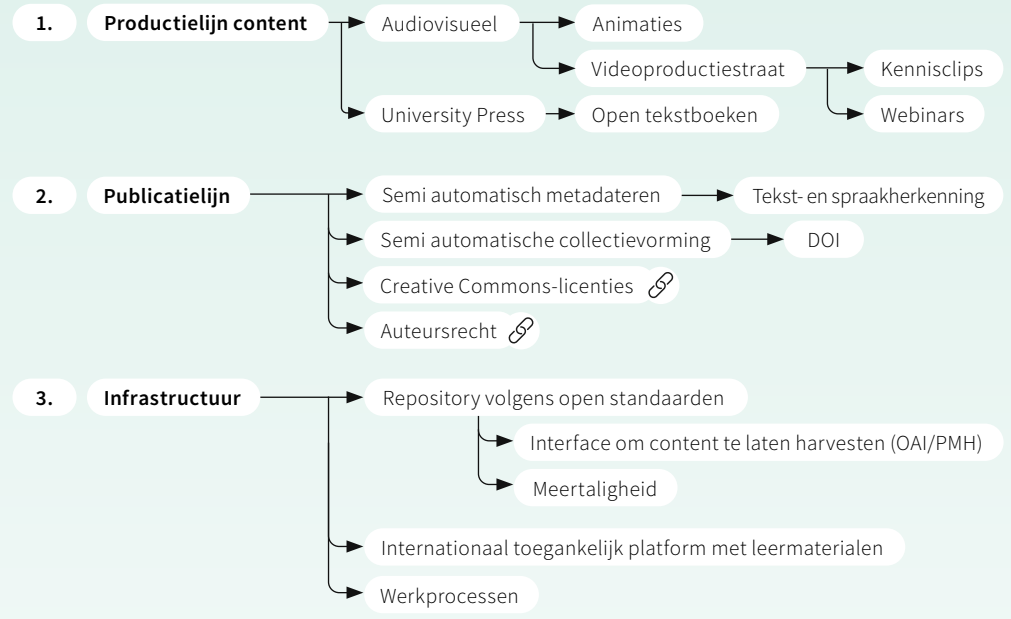 1. Productielijn content Audiovisueel Animaties
Videoproductiestraat Kennisclips
University Press Open tekstboeken Webinars
2. Publicatielijn Semi automatisch metadateren Tekst- en spraakherkenning
Semi automatische collectievorming DOI
Creative Commons-licenties
Auteursrecht
3. Infrastructuur Repository volgens open standaarden
Interface om content te laten harvesten (OAI/PMH)
Meertaligheid
Internationaal toegankelijk platform met leermaterialen
Werkprocessen